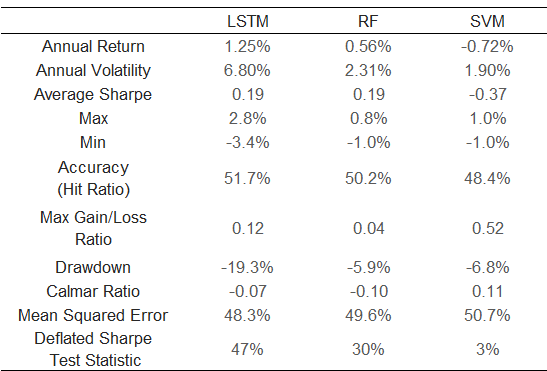 LSTM RF SVM
Annual Return 1.25% 0.56% -0.72%
Annual Volatility 6.80% 2.31% 1.90%
Average Sharpe 0.19 0.19 -0.37
Max 2.8% 0.8% 1.0%
Min -3.4% -1.0% -1.0%
Accuracy
(Hit Ratio) 51.7% 50.2% 48.4%
Max Gain/Loss
Ratio 0.12 0.04 0.52
Drawdown -19.3% -5.9% -6.8%
Calmar Ratio -0.07 -0.10 0.11
Mean Squared Error 48.3% 49.6% 50.7%
Deflated Sharpe
Test Statistic 47% 30% 3%